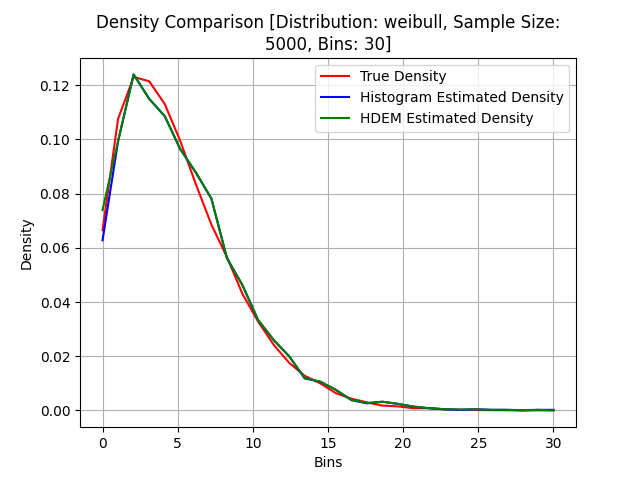 Density Comparison [Distribution: weibull, Sample Size:
5000, Bins: 30]
True Density
Histogram Estimated Density
HDEM Estimated Density
Density
0.12
0.10
0.08
0.06
0.04
0.02
0.00
0 5 10 15 20 25 30
Bins